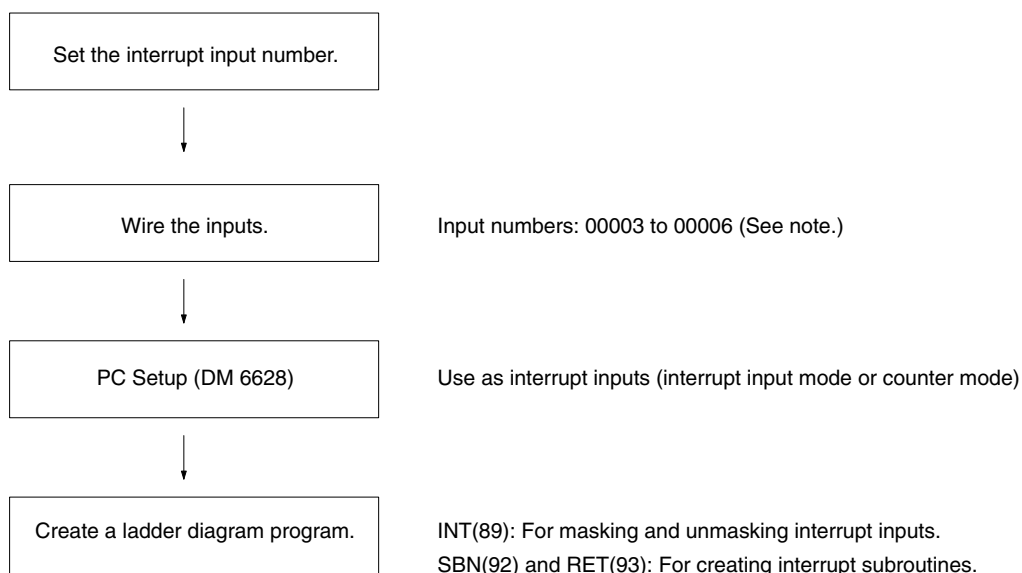 Set the interrupt input number.
Wire the inputs.
Input numbers: 00003 to 00006 (See note.)
PC Setup (DM 6628)
Use as interrupt inputs (interrupt input mode or counter mode)
Create a ladder diagram program.
INT(89): For masking and unmasking interrupt inputs.
SBN(92) and RET(93): For creating interrupt subroutines.